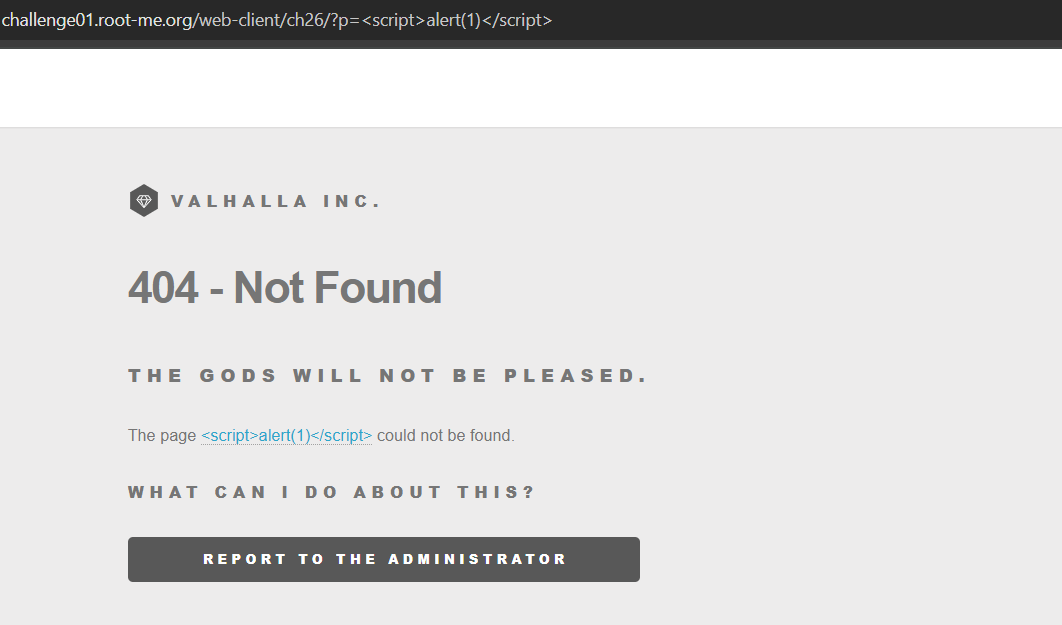 challenge01.root-me.org/web-client/ch26/?p=<script>alert(1)</script>
VALHALLA INC.
404 - Not Found
THE GODS WILL NOT BE PLEASED.
The page <script>alert(1)</script> could not be found.
WHAT CAN I DO ABOUT THIS?
REPORT TO THE ADMINISTRATOR